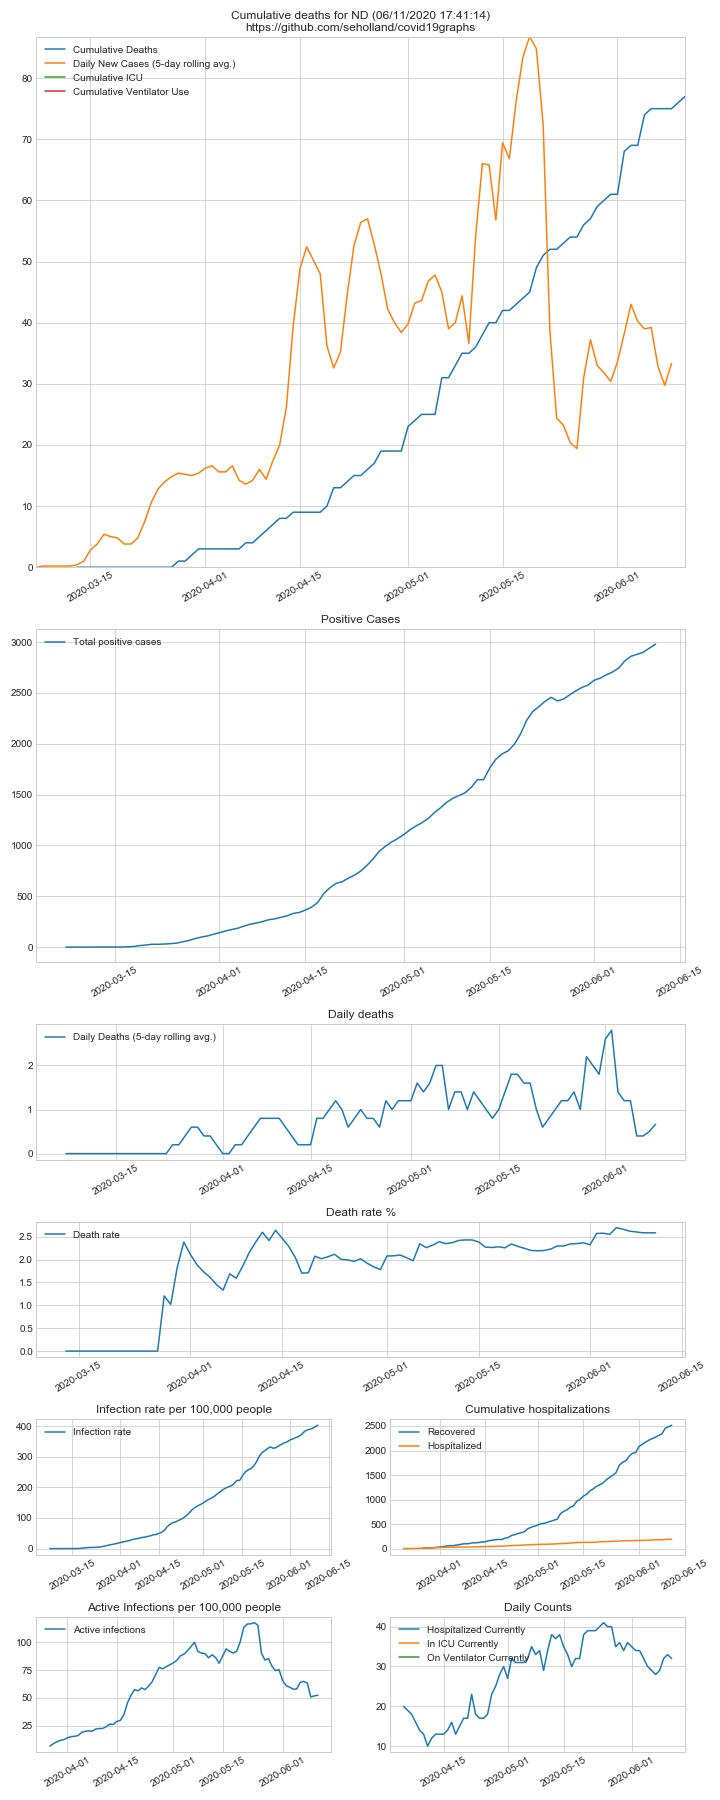 Cumulative deaths for ND (06/11/2020 17:41:14)
https://github.com/seholland/covid19graphs
Cumulative Deaths
Daily New Cases (5-day rolling avg.)
Cumulative ICU
Cumulative Ventilator Use
80
70
60
50
40
30
20
10
0
2020-03-15 2020-04-01 2020-04-15 2020-05-01 2020-05-15 2020-06-01
Positive Cases
Total positive cases
3000
2500
2000
1500
1000
500
0
2020-03-15 2020-04-01 2020-04-15 2020-05-01 2020-05-15 2020-06-01 2020-06-15
Daily deaths
Daily Deaths (5-day rolling avg.)
2
1
0
2020-03-15 2020-04-01 2020-04-15 2020-05-01 2020-05-15 2020-06-01
Death rate %
Death rate
2.5
2.0
1.5
1.0
0.5
0.0
2020-03-15 2020-04-01 2020-04-15 2020-05-01 2020-05-15 2020-06-01 2020-06-15
Infection rate per 100,000 people
Infection rate
400
300
200
100
0
2020-03-15 2020-04-01 2020-04-15 2020-05-01 2020-05-15 2020-06-01 2020-06-15
Cumulative hospitalizations
Recovered
Hospitalized
2500
2000
1500
1000
500
0
2020-04-01 2020-04-15 2020-05-01 2020-05-15 2020-06-01 2020-06-15
Active Infections per 100,000 people
Active infections
100
75
50
25
2020-04-01 2020-04-15 2020-05-01 2020-05-15 2020-06-01
Daily Counts
Hospitalized Currently
In ICU Currently
On Ventilator Currently
40
30
20
10
2020-04-15 2020-05-01 2020-05-15 2020-06-01